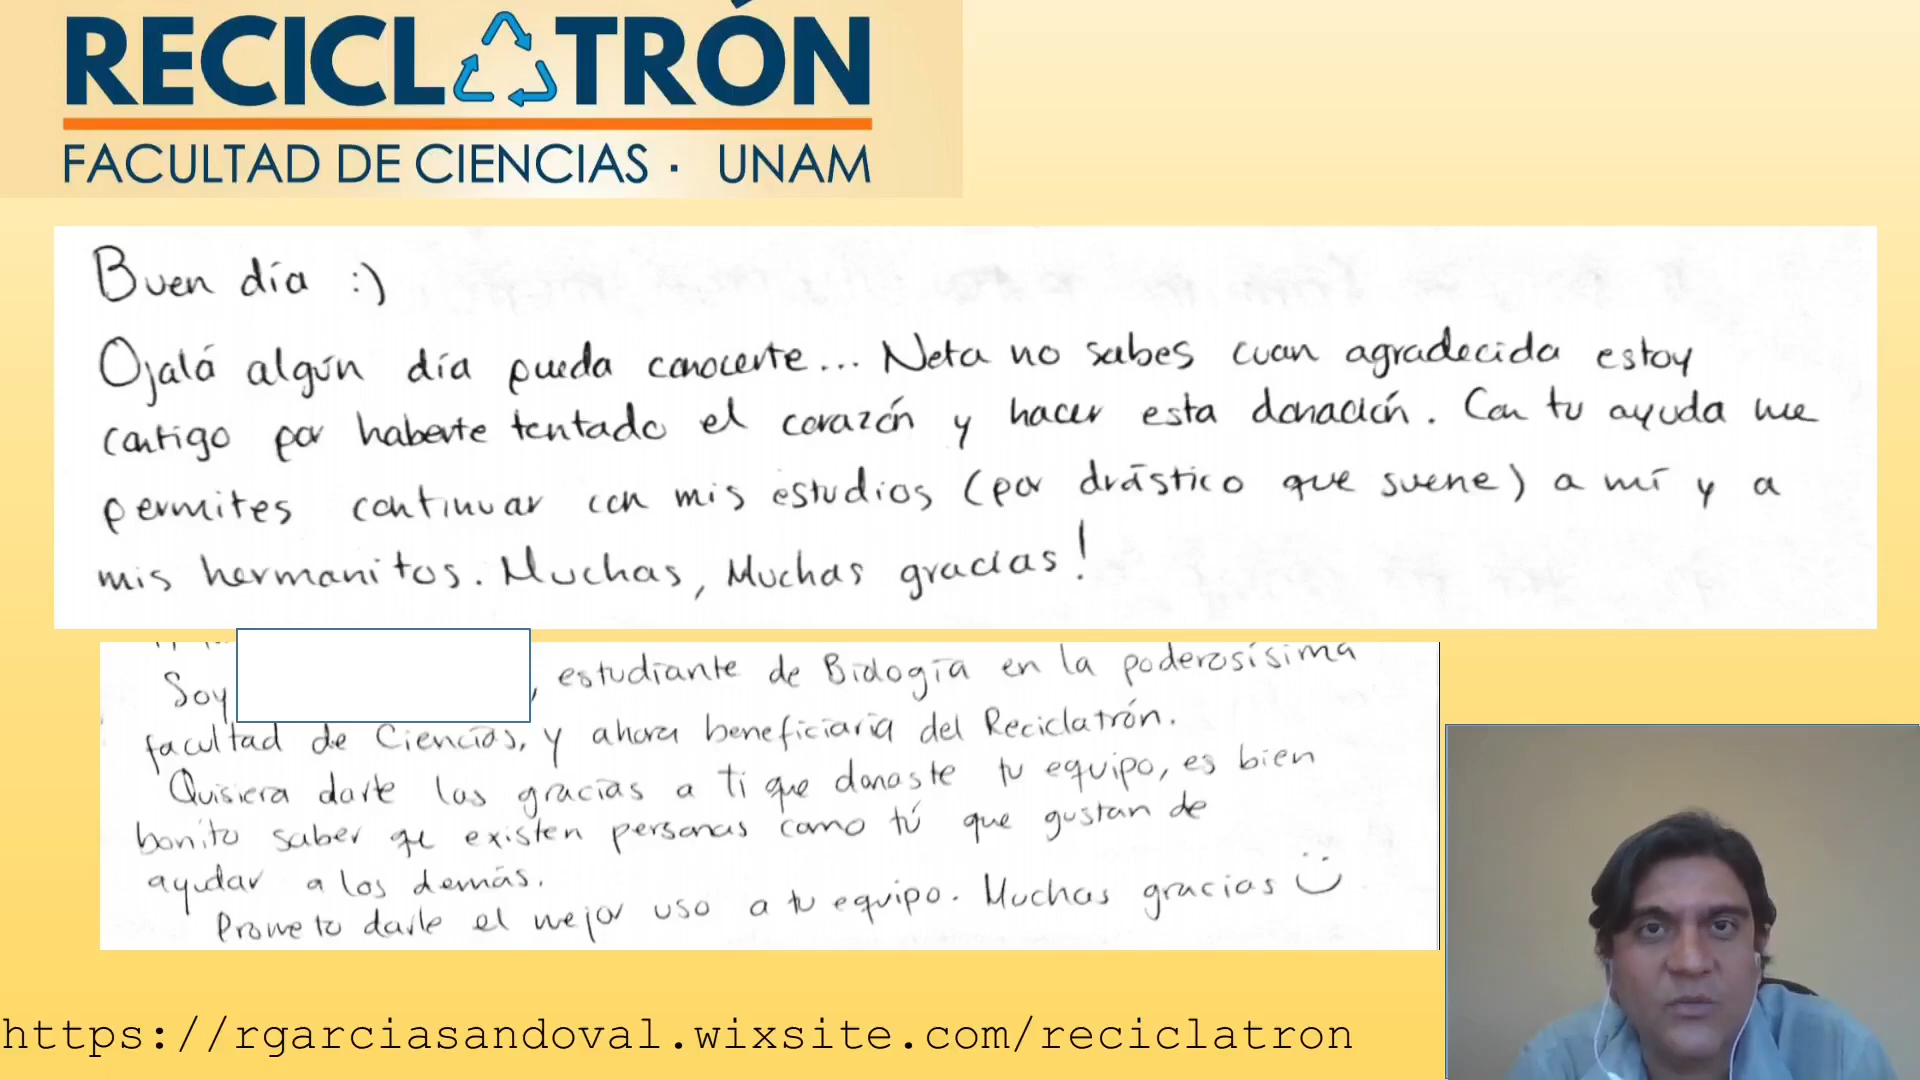 RECICLATRÓN
FACULTAD DE CIENCIAS · UNAM
Buen día :)
Ojalá algún día pueda conocerte... Neta no sabes cuan agradecida estoy
contigo por haberte tentado el corazón y hacer esta donación. Con tu ayuda me
permites continuar con mis estudios (por drástico que suene) a mí y a
mis hermanitos. Muchas, Muchas gracias!
Soy , estudiante de Biología en la poderosísima
facultad de Ciencias, y ahora beneficiaria del Reciclatrón.
Quisiera darte las gracias a ti que donaste tu equipo, es bien
bonito saber qe existen personas como tú que gustan de
ayudar a los demás.
Prometo darle el mejor uso a tu equipo. Muchas gracias
https://rgarciasandoval.wixsite.com/reciclatron